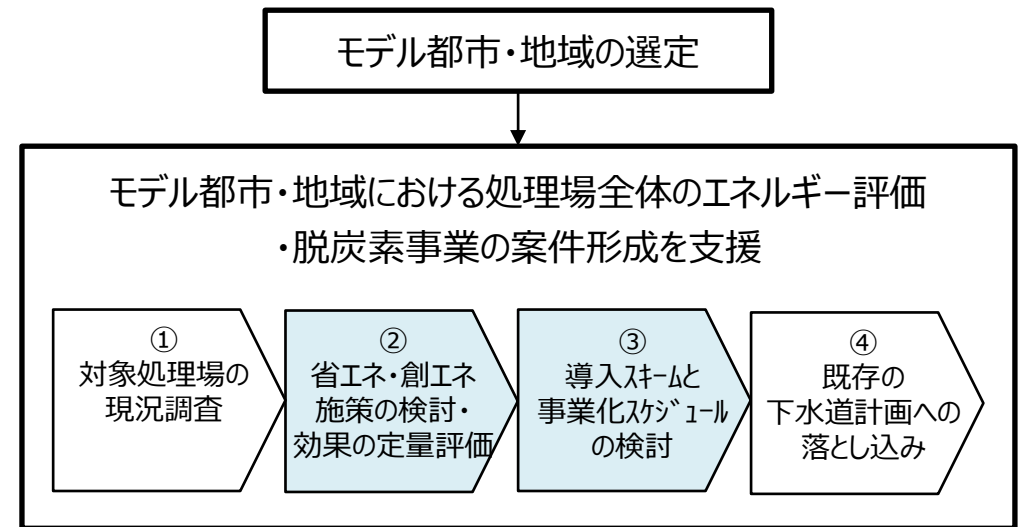 モデル都市・地域の選定
モデル都市・地域における処理場全体のエネルギー評価
・脱炭素事業の案件形成を支援
①
対象処理場の
現況調査
②
省エネ・創エネ
施策の検討・
効果の定量評価
③
導入ｽｷｰﾑと
事業化ｽｹｼﾞｭｰﾙ
の検討
④
既存の
下水道計画への
落とし込み